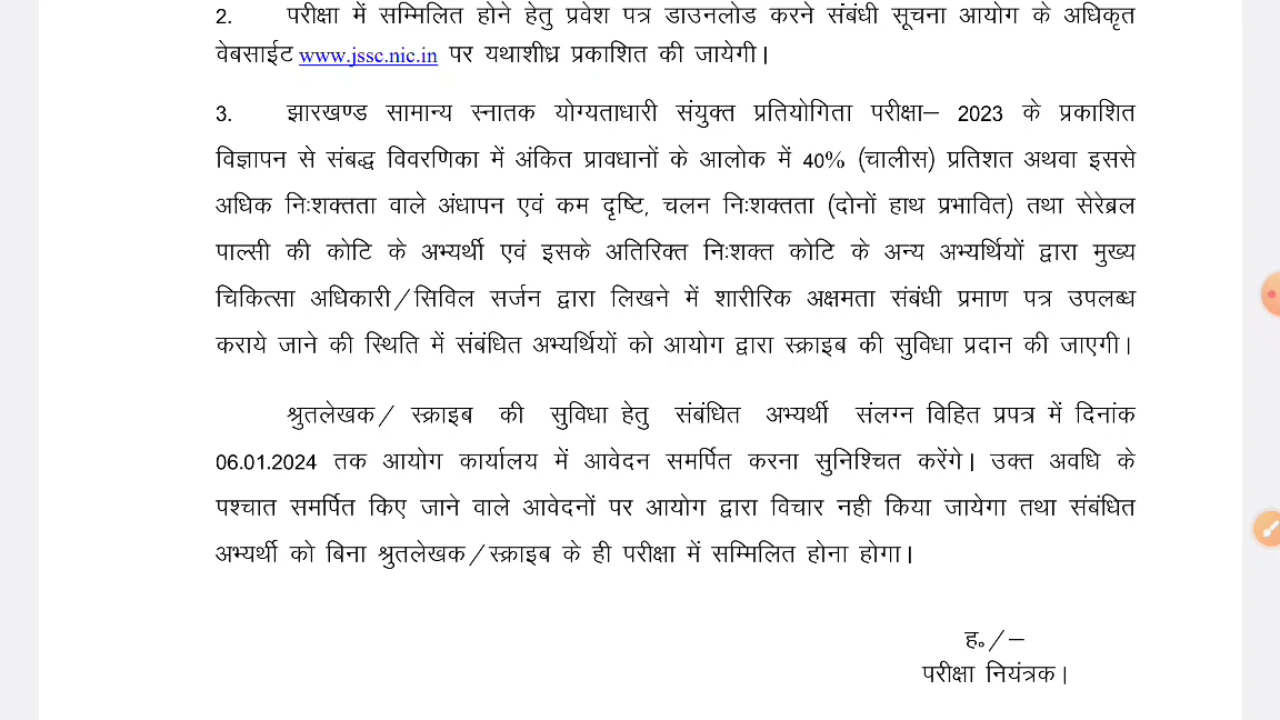 2. परीक्षा में सम्मिलित होने हेतु प्रवेश पत्र डाउनलोड करने संबंधी सूचना आयोग के अधिकृत
वेबसाईट www.jssc.nic.in पर यथाशीघ्र प्रकाशित की जायेगी।
3. झारखण्ड सामान्य स्नातक योग्यताधारी संयुक्त प्रतियोगिता परीक्षा– 2023 के प्रकाशित
विज्ञापन से संबद्ध विवरणिका में अंकित प्रावधानों के आलोक में 40% (चालीस) प्रतिशत अथवा इससे
अधिक निःशक्तता वाले अंधापन एवं कम दृष्टि, चलन निःशक्तता (दोनों हाथ प्रभावित) तथा सेरेब्रल
पाल्सी की कोटि के अभ्यर्थी एवं इसके अतिरिक्त निःशक्त कोटि के अन्य अभ्यर्थियों द्वारा मुख्य
चिकित्सा अधिकारी/सिविल सर्जन द्वारा लिखने में शारीरिक अक्षमता संबंधी प्रमाण पत्र उपलब्ध
कराये जाने की स्थिति में संबंधित अभ्यर्थियों को आयोग द्वारा स्क्राइब की सुविधा प्रदान की जाएगी।
श्रुतलेखक/ स्क्राइब की सुविधा हेतु संबंधित अभ्यर्थी संलग्न विहित प्रपत्र में दिनांक
06.01.2024 तक आयोग कार्यालय में आवेदन समर्पित करना सुनिश्चित करेंगे। उक्त अवधि के
पश्चात समर्पित किए जाने वाले आवेदनों पर आयोग द्वारा विचार नही किया जायेगा तथा संबंधित
अभ्यर्थी को बिना श्रुतलेखक/स्क्राइब के ही परीक्षा में सम्मिलित होना होगा।
ह०/–
परीक्षा नियंत्रक।